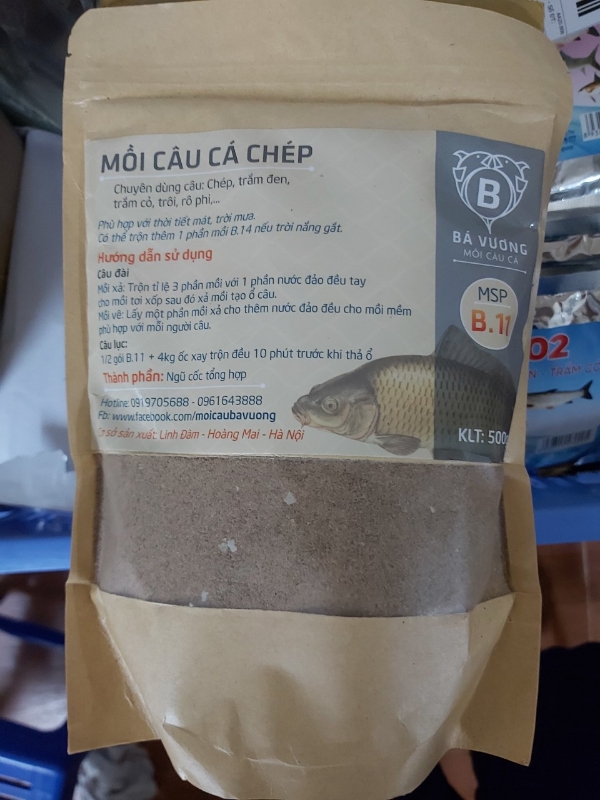 MỒI CÂU CÁ CHÉP
Chuyên dùng câu: Chép, trắm đen,
trắm cỏ, trôi, rô phi,...
Phù hợp với thời tiết mát, trời mưa.
Có thể trộn thêm 1 phần mồi B.14 nếu trời nắng gắt.
Hướng dẫn sử dụng
Câu đài
Mồi xả: Trộn tỉ lệ 3 phần mồi với 1 phần nước đảo đều tay
cho mồi tơi xốp sau đó xả mồi tạo ổ câu.
Mồi vê: Lấy một phần mồi xả cho thêm nước đảo đều cho mồi mềm
phù hợp với mỗi người câu.
Câu lục:
1/2 gói B.11 + 4kg ốc xay trộn đều 10 phút trước khi thả ổ
Thành phần: Ngũ cốc tổng hợp
Hotline: 0919705688 - 0961643888
Fb: www.facebook.com/moicaubavuong
Cơ sở sản xuất: Linh Đàm - Hoàng Mai - Hà Nội
B
BÁ VƯƠNG
MỒI CÂU CÁ
MSP
B.11
KLT: 500g
02
TRẮM CỎ